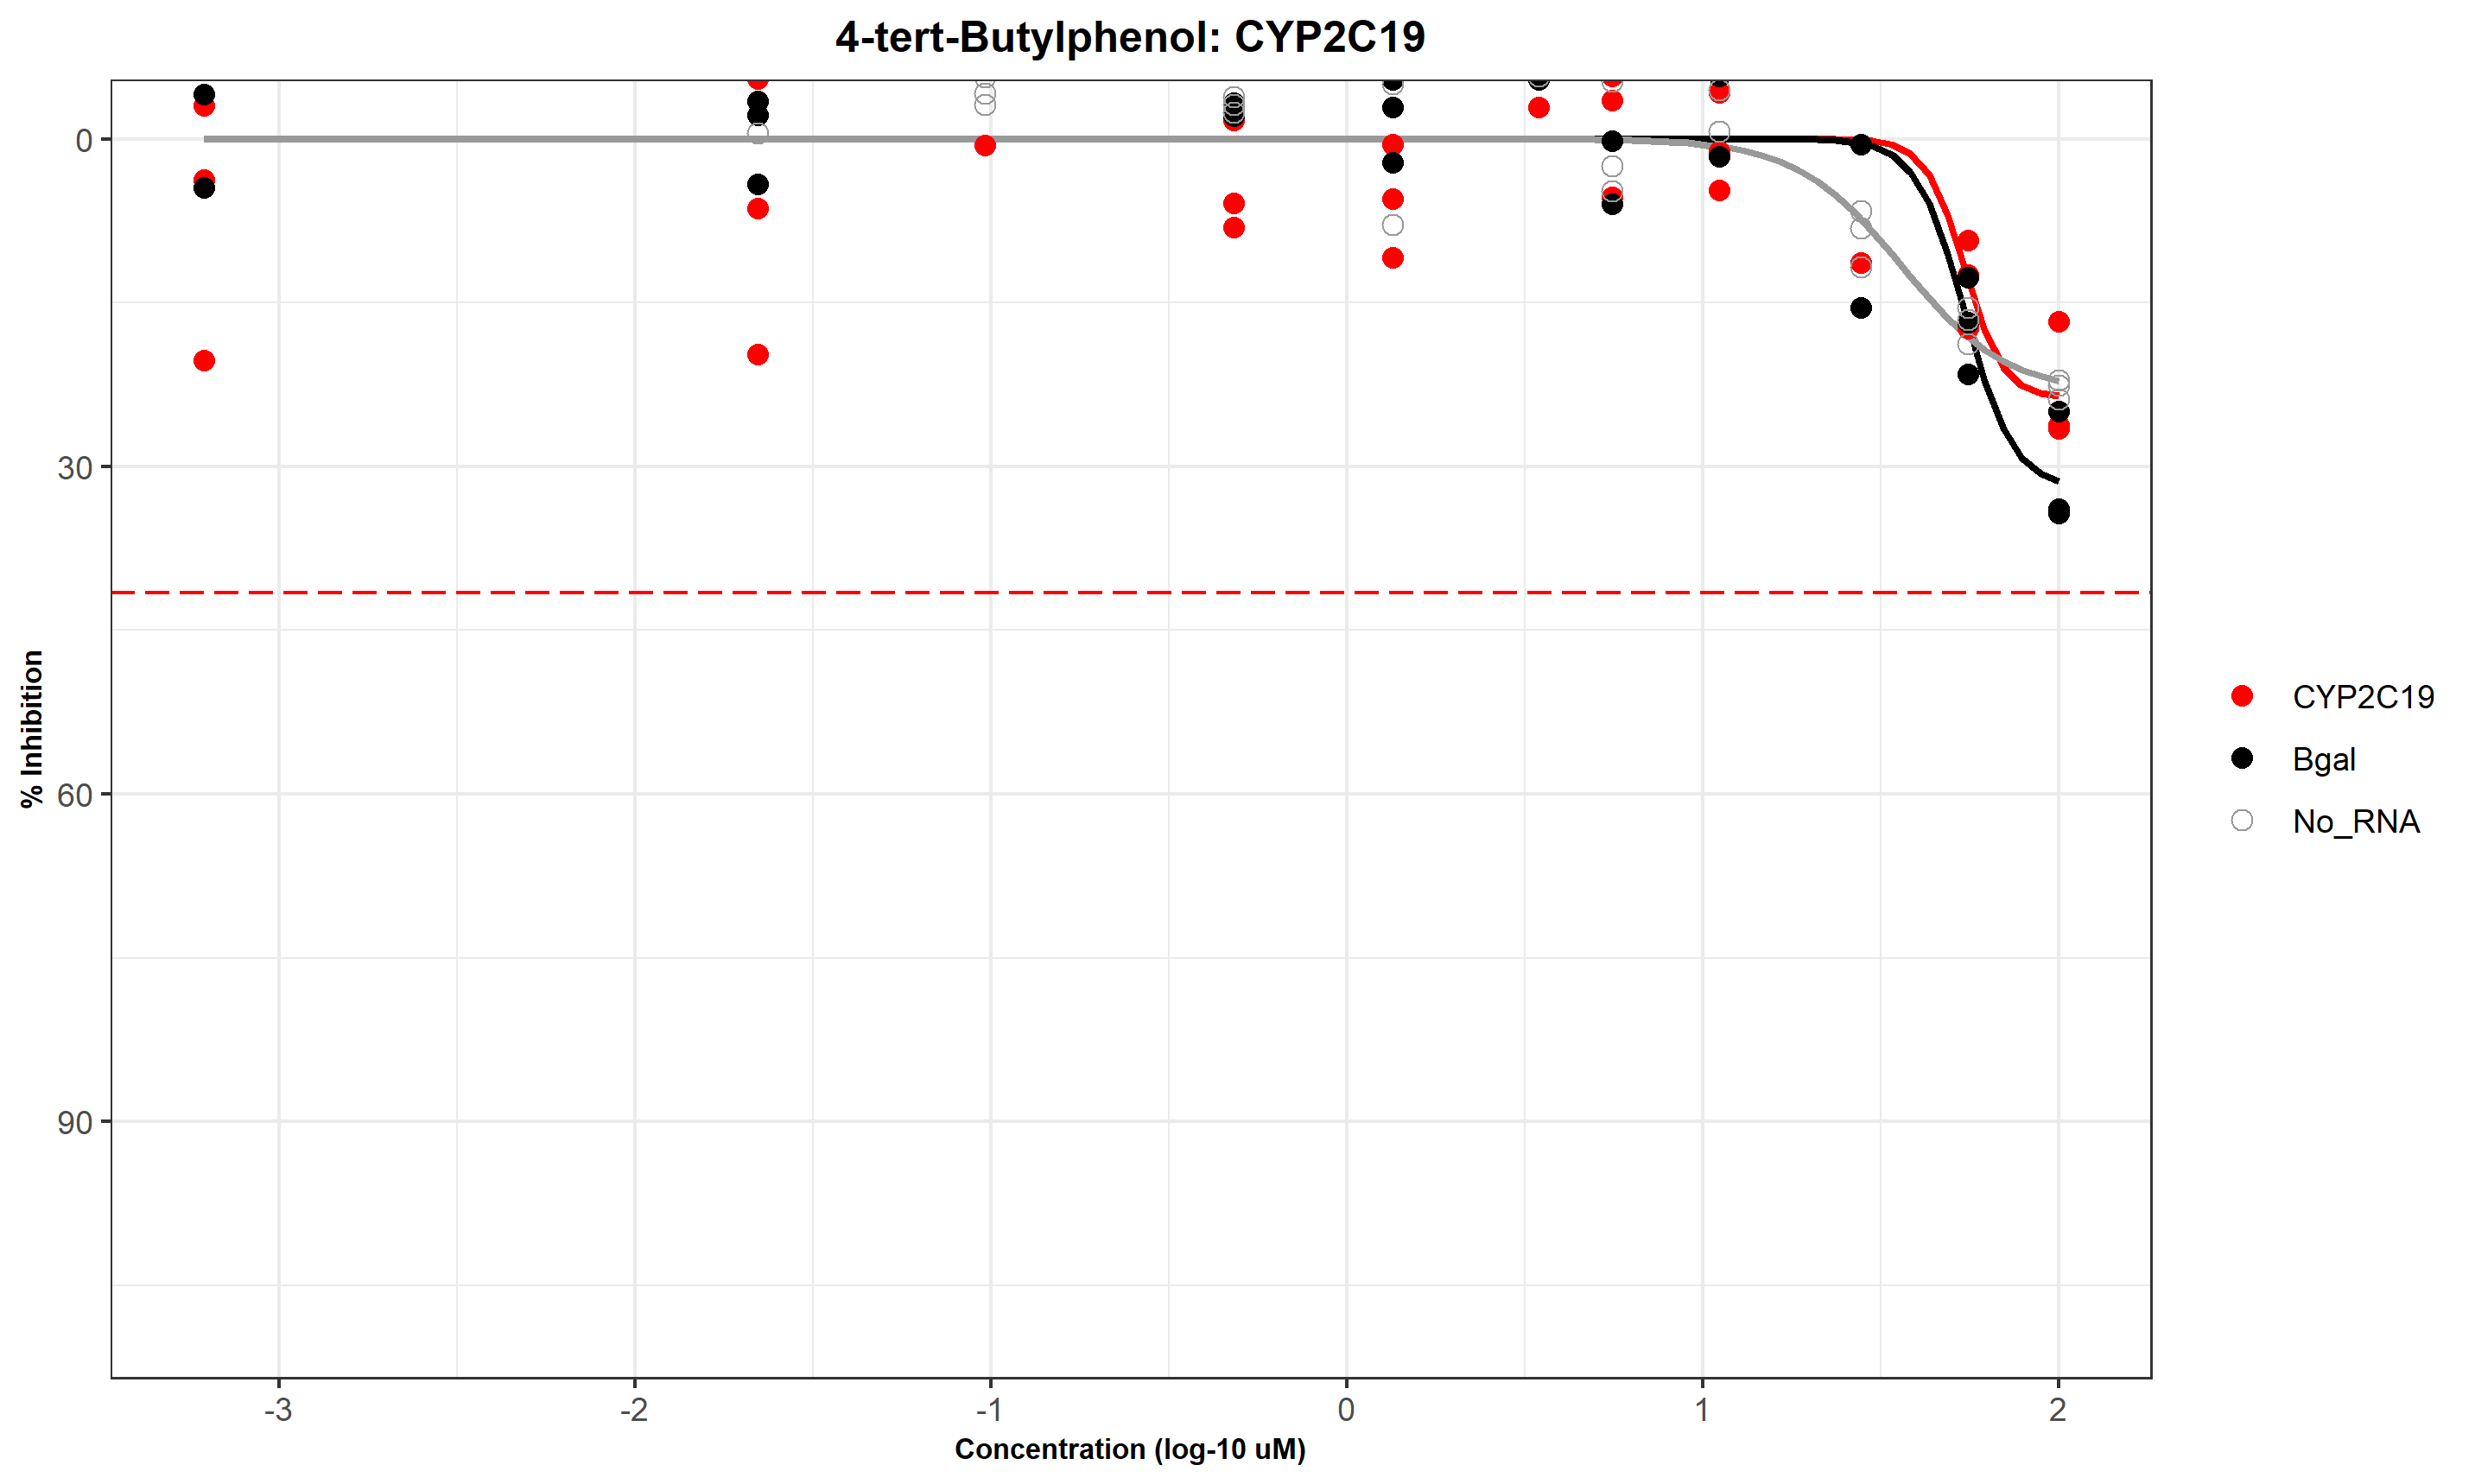 4-tert-Butylphenol: CYP2C19
% Inhibition
0
30
60
90
-3
-2
-1
0
1
2
Concentration (log-10 uM)
CYP2C19
Bgal
No_RNA